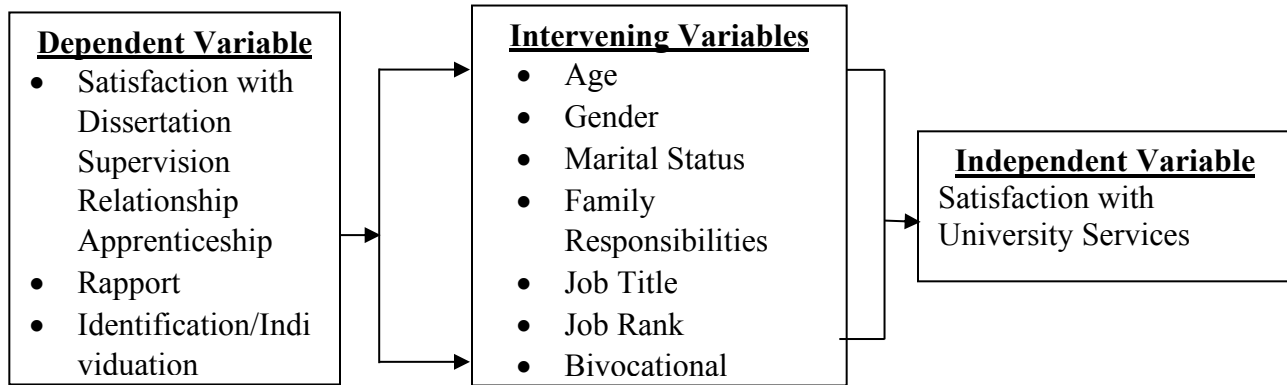 Dependent Variable
• Satisfaction with
Dissertation
Supervision
Relationship
Apprenticeship
• Rapport
• Identification/Indi
viduation
Intervening Variables
• Age
• Gender
• Marital Status
• Family
Responsibilities
• Job Title
• Job Rank
• Bivocational
Independent Variable
Satisfaction with
University Services